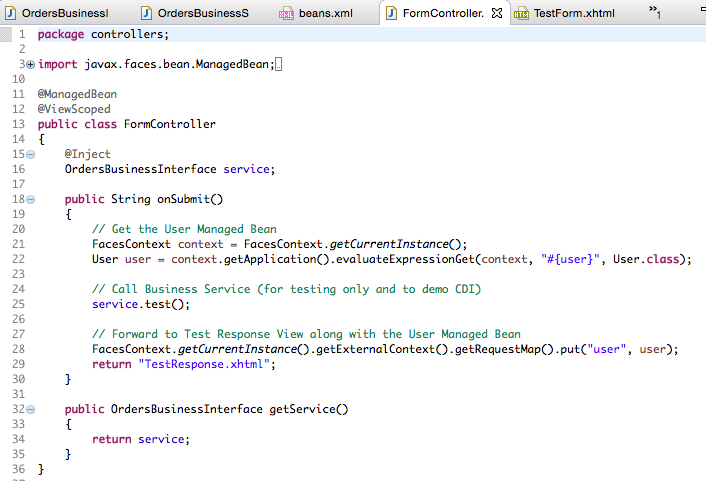 OrdersBusinessI OrdersBusinessS beans.xml FormController. TestForm.xhtml »1
1 package controllers;
2
3 import javax.faces.bean.ManagedBean;
10
11 @ManagedBean
12 @ViewScoped
13 public class FormController
14 {
15     @Inject
16     OrdersBusinessInterface service;
17
18     public String onSubmit()
19     {
20         // Get the User Managed Bean
21         FacesContext context = FacesContext.getCurrentInstance();
22         User user = context.getApplication().evaluateExpressionGet(context, "#{user}", User.class);
23
24         // Call Business Service (for testing only and to demo CDI)
25         service.test();
26
27         // Forward to Test Response View along with the User Managed Bean
28         FacesContext.getCurrentInstance().getExternalContext().getRequestMap().put("user", user);
29         return "TestResponse.xhtml";
30     }
31
32     public OrdersBusinessInterface getService()
33     {
34         return service;
35     }
36 }
37